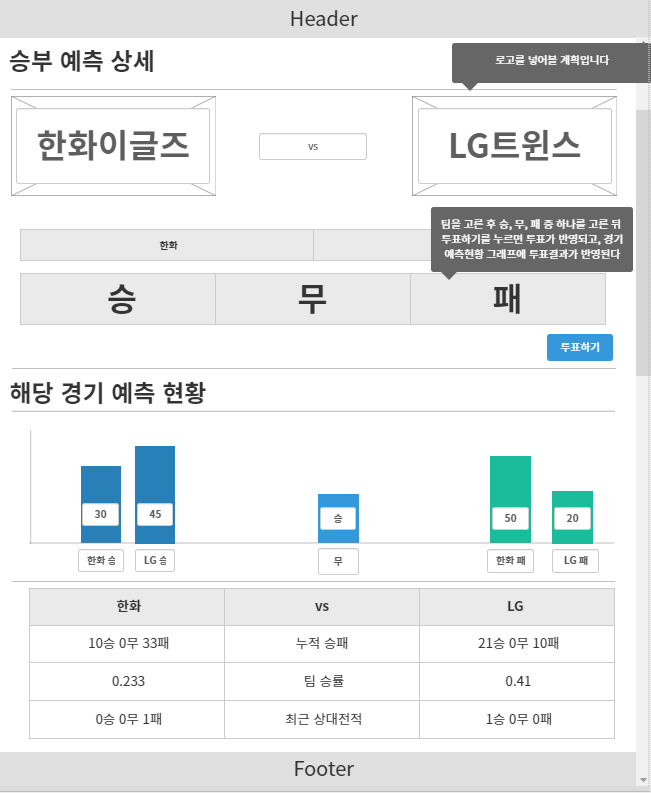 Header
승부 예측 상세
로고를 넣어볼 계획입니다
한화이글즈
vs
LG트윈스
팀을 고른 후 승, 무, 패 중 하나를 고른 뒤
투표하기를 누르면 투표가 반영되고, 경기
예측현황 그래프에 투표결과가 반영된다
한화
승 무 패
투표하기
해당 경기 예측 현황
30 45 승 50 20
한화 승 LG 승 무 한화 패 LG 패
한화 vs LG
10승 0무 33패 누적 승패 21승 0무 10패
0.233 팀 승률 0.41
0승 0무 1패 최근 상대전적 1승 0무 0패
Footer